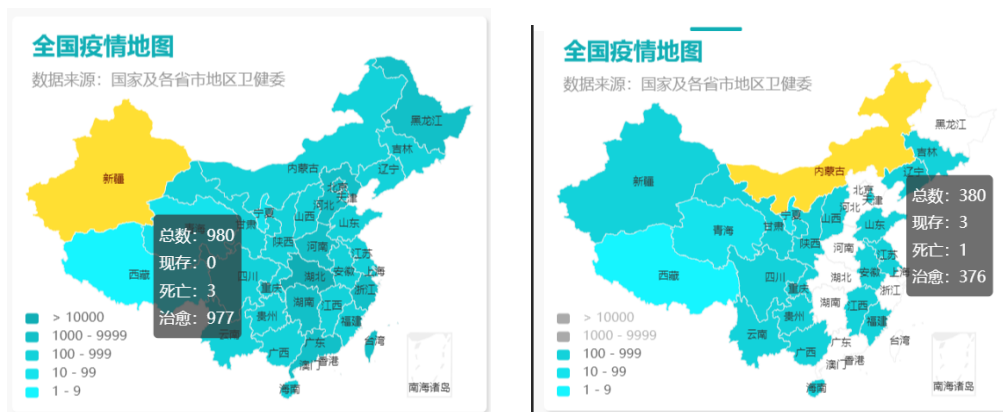 全国疫情地图
数据来源：国家及各省市地区卫健委
黑龙江
吉林
辽宁
内蒙古
新疆
北京
天津
河北
宁夏
山西
山东
甘肃
陕西
河南
江苏
西藏
四川
湖北
安徽
上海
重庆
浙江
湖南
江西
贵州
福建
云南
广西
广东
台湾
香港
澳门
海南
南海诸岛
总数：980
现存：0
死亡：3
治愈：977
> 10000
1000 - 9999
100 - 999
10 - 99
1 - 9
全国疫情地图
数据来源：国家及各省市地区卫健委
黑龙江
吉林
辽宁
内蒙古
新疆
北京
天津
河北
宁夏
山西
山东
青海
甘肃
陕西
河南
江苏
西藏
四川
湖北
安徽
上海
重庆
浙江
湖南
江西
贵州
福建
云南
广西
广东
台湾
香港
澳门
海南
南海诸岛
总数：380
现存：3
死亡：1
治愈：376
> 10000
1000 - 9999
100 - 999
10 - 99
1 - 9